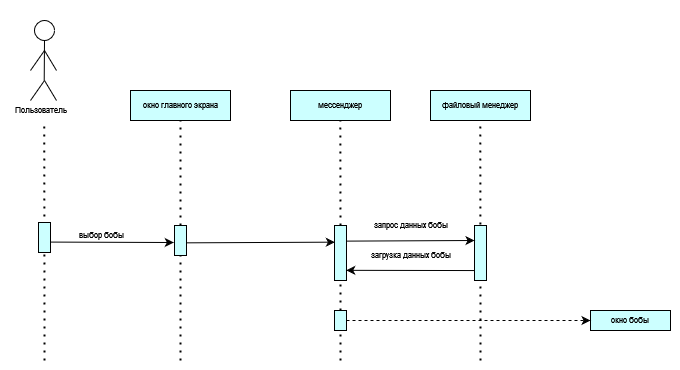 Пользователь
окно главного экрана
мессенджер
файловый менеджер
выбор бобы
запрос данных бобы
загрузка данных бобы
окно бобы